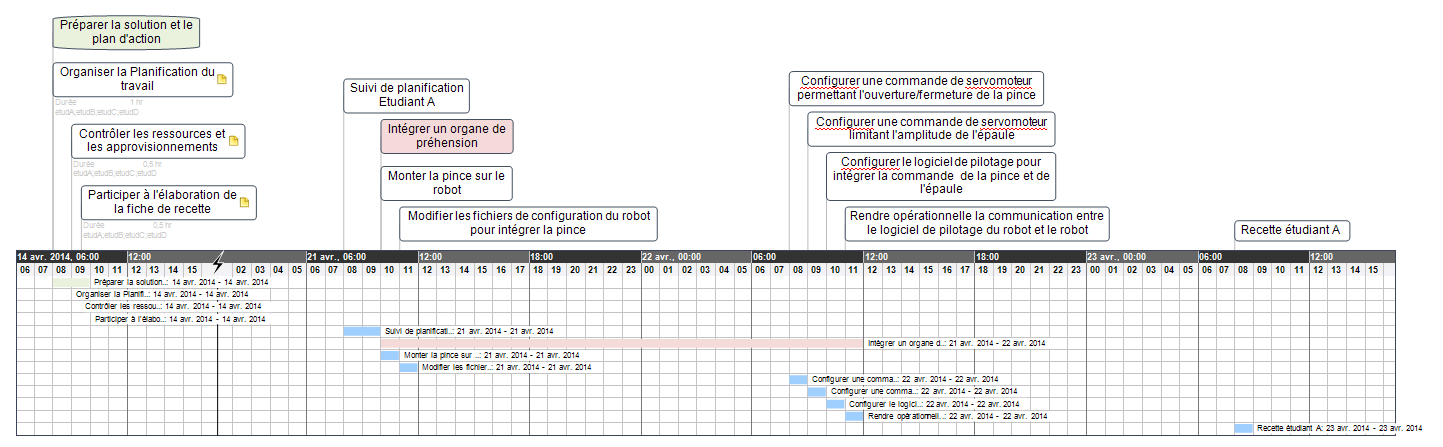 Préparer la solution et le
plan d'action
Organiser la Planification du
travail
Durée 1 hr
etudA;etudB;etudC;etudD
Contrôler les ressources et
les approvisionnements
Durée 0,5 hr
etudA;etudB;etudC;etudD
Participer à l'élaboration de
la fiche de recette
Durée 0,5 hr
etudA;etudB;etudC;etudD
Suivi de planification
Etudiant A
Intégrer un organe de
préhension
Monter la pince sur le
robot
Modifier les fichiers de configuration du robot
pour intégrer la pince
Configurer une commande de servomoteur
permettant l'ouverture/fermeture de la pince
Configurer une commande de servomoteur
limitant l'amplitude de l'épaule
Configurer le logiciel de pilotage pour
intégrer la commande de la pince et de
l'épaule
Rendre opérationnelle la communication entre
le logiciel de pilotage du robot et le robot
Recette étudiant A
14 avr. 2014, 06:00 12:00 21 avr., 06:00 12:00 18:00 22 avr., 00:00 06:00 12:00 18:00 23 avr., 00:00 06:00 12:00
06 07 08 09 10 11 12 13 14 15 02 03 04 05 06 07 08 09 10 11 12 13 14 15 16 17 18 19 20 21 22 23 00 01 02 03 04 05 06 07 08 09 10 11 12 13 14 15 16 17 18 19 20 21 22 23 00 01 02 03 04 05 06 07 08 09 10 11 12 13 14 15
Préparer la solution..: 14 avr. 2014 - 14 avr. 2014
Organiser la Planifi..: 14 avr. 2014 - 14 avr. 2014
Contrôler les ressou..: 14 avr. 2014 - 14 avr. 2014
Participer à l'élabo..: 14 avr. 2014 - 14 avr. 2014
Suivi de planificati..: 21 avr. 2014 - 21 avr. 2014
Intégrer un organe d..: 21 avr. 2014 - 22 avr. 2014
Monter la pince sur ..: 21 avr. 2014 - 21 avr. 2014
Modifier les fichier..: 21 avr. 2014 - 21 avr. 2014
Configurer une comma..: 22 avr. 2014 - 22 avr. 2014
Configurer une comma..: 22 avr. 2014 - 22 avr. 2014
Configurer le logici..: 22 avr. 2014 - 22 avr. 2014
Rendre opérationnell..: 22 avr. 2014 - 22 avr. 2014
Recette étudiant A: 23 avr. 2014 - 23 avr. 2014